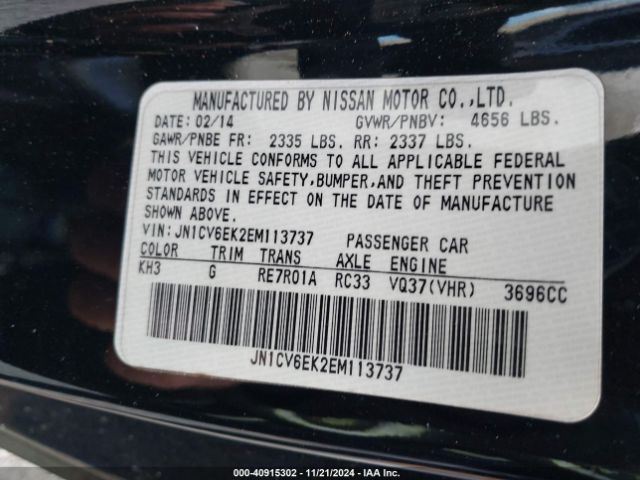 MANUFACTURED BY NISSAN MOTOR CO.,LTD.
DATE: 02/14 GVWR/PNBV: 4656 LBS.
GAWR/PNBE FR: 2335 LBS. RR: 2337 LBS.
THIS VEHICLE CONFORMS TO ALL APPLICABLE FEDERAL
MOTOR VEHICLE SAFETY,BUMPER,AND THEFT PREVENTION
STANDARDS IN EFFECT ON THE DATE OF MANUFACTURE
SHOWN ABOVE.
VIN:JN1CV6EK2EM113737 PASSENGER CAR
COLOR TRIM TRANS AXLE ENGINE
KH3 G RE7R01A RC33 VQ37(VHR) 3696CC
JN1CV6EK2EM113737
000-40915302 - 11/21/2024 - IAA Inc.